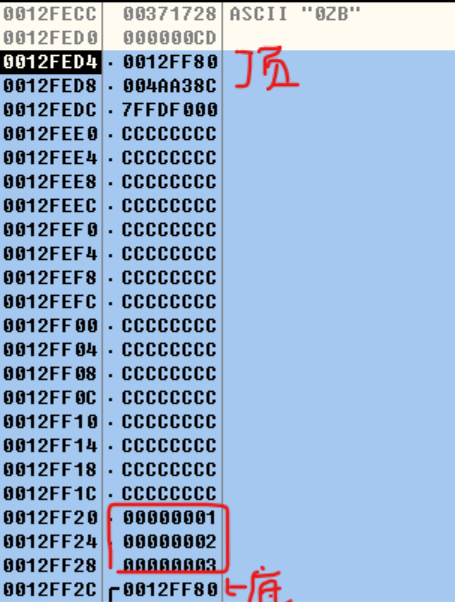 0012FECC 00371728 ASCII "0ZB"
0012FED0 000000CD
0012FED4 · 0012FF80 顶
0012FED8 · 004AA38C
0012FEDC · 7FFDF000
0012FEE0 · CCCCCCCC
0012FEE4 · CCCCCCCC
0012FEE8 · CCCCCCCC
0012FEEC · CCCCCCCC
0012FEF0 · CCCCCCCC
0012FEF4 · CCCCCCCC
0012FEF8 · CCCCCCCC
0012FEFC · CCCCCCCC
0012FF00 · CCCCCCCC
0012FF04 · CCCCCCCC
0012FF08 · CCCCCCCC
0012FF0C · CCCCCCCC
0012FF10 · CCCCCCCC
0012FF14 · CCCCCCCC
0012FF18 · CCCCCCCC
0012FF1C · CCCCCCCC
0012FF20 · 00000001
0012FF24 · 00000002
0012FF28 · 00000003
0012FF2C 0012FF80 底